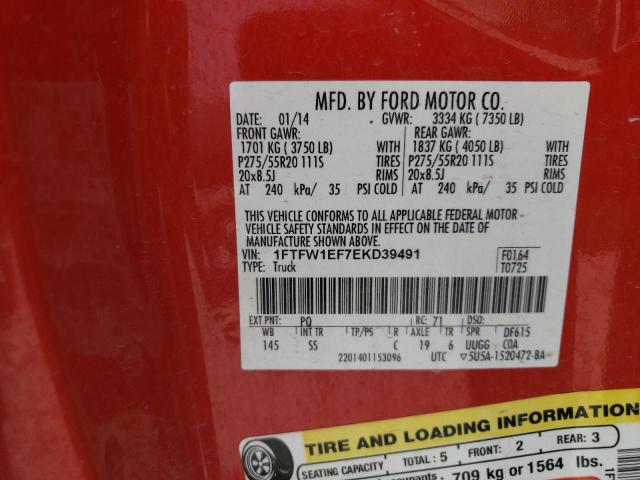 MFD. BY FORD MOTOR CO.
DATE: 01/14 GVWR: 3334 KG ( 7350 LB)
FRONT GAWR: REAR GAWR:
1701 KG ( 3750 LB) WITH 1837 KG ( 4050 LB) WITH
P275/55R20 111S TIRES P275/55R20 111S TIRES
20x8.5J RIMS 20x8.5J RIMS
AT 240 kPa/ 35 PSI COLD AT 240 kPa/ 35 PSI COLD
THIS VEHICLE CONFORMS TO ALL APPLICABLE FEDERAL MOTOR
VEHICLE SAFETY STANDARDS IN EFFECT ON THE DATE OF
MANUFACTURE SHOWN ABOVE.
VIN: 1FTFW1EF7EKD39491 F0164
TYPE: Truck T0725
EXT PNT: PQ RC: 71 DSO:
WB INT TR TP/PS R AXLE TR SPR DF615
145 SS C 19 6 UUGG COA
2201401153096 UTC ▽5U5A-1520472-BA
TIRE AND LOADING INFORMATION
SEATING CAPACITY TOTAL: 5 FRONT: 2 REAR: 3
709 kg or 1564 lbs.